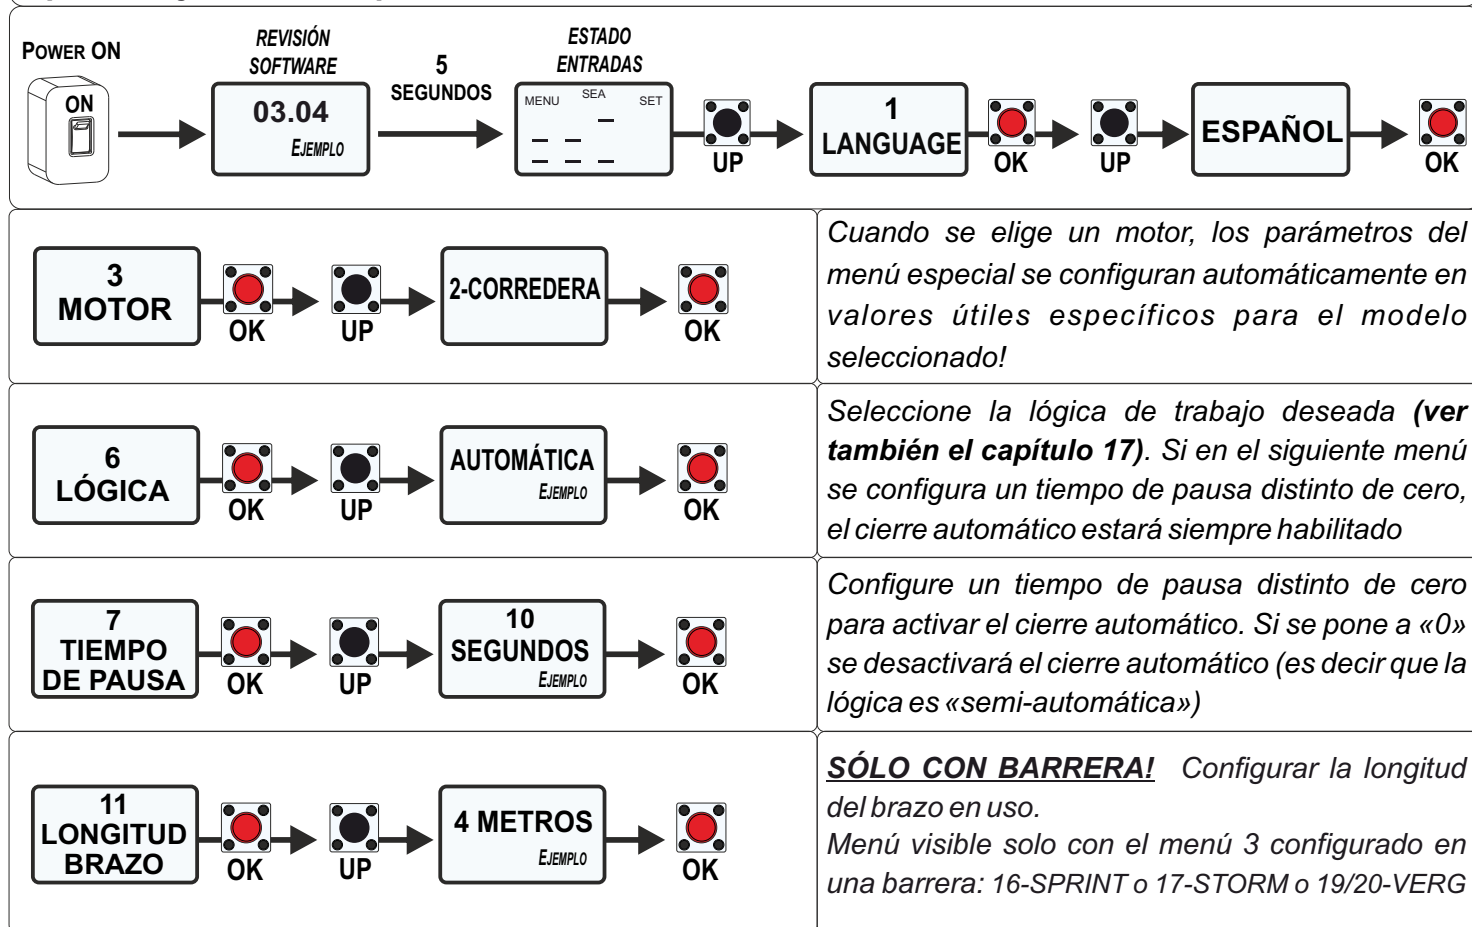 POWER ON
ON
REVISIÓN
SOFTWARE
03.04
EJEMPLO
5
SEGUNDOS
ESTADO
ENTRADAS
MENU SEA SET
UP
1
LANGUAGE
OK
UP
ESPAÑOL
OK
3
MOTOR
OK
UP
2-CORREDERA
OK
Cuando se elige un motor, los parámetros del
menú especial se configuran automáticamente en
valores útiles específicos para el modelo
seleccionado!
6
LÓGICA
OK
UP
AUTOMÁTICA
EJEMPLO
OK
Seleccione la lógica de trabajo deseada (ver
también el capítulo 17). Si en el siguiente menú
se configura un tiempo de pausa distinto de cero,
el cierre automático estará siempre habilitado
7
TIEMPO
DE PAUSA
OK
UP
10
SEGUNDOS
EJEMPLO
OK
Configure un tiempo de pausa distinto de cero
para activar el cierre automático. Si se pone a «0»
se desactivará el cierre automático (es decir que la
lógica es «semi-automática»)
11
LONGITUD
BRAZO
OK
UP
4 METROS
EJEMPLO
OK
SÓLO CON BARRERA! Configurar la longitud
del brazo en uso.
Menú visible solo con el menú 3 configurado en
una barrera: 16-SPRINT o 17-STORM o 19/20-VERG